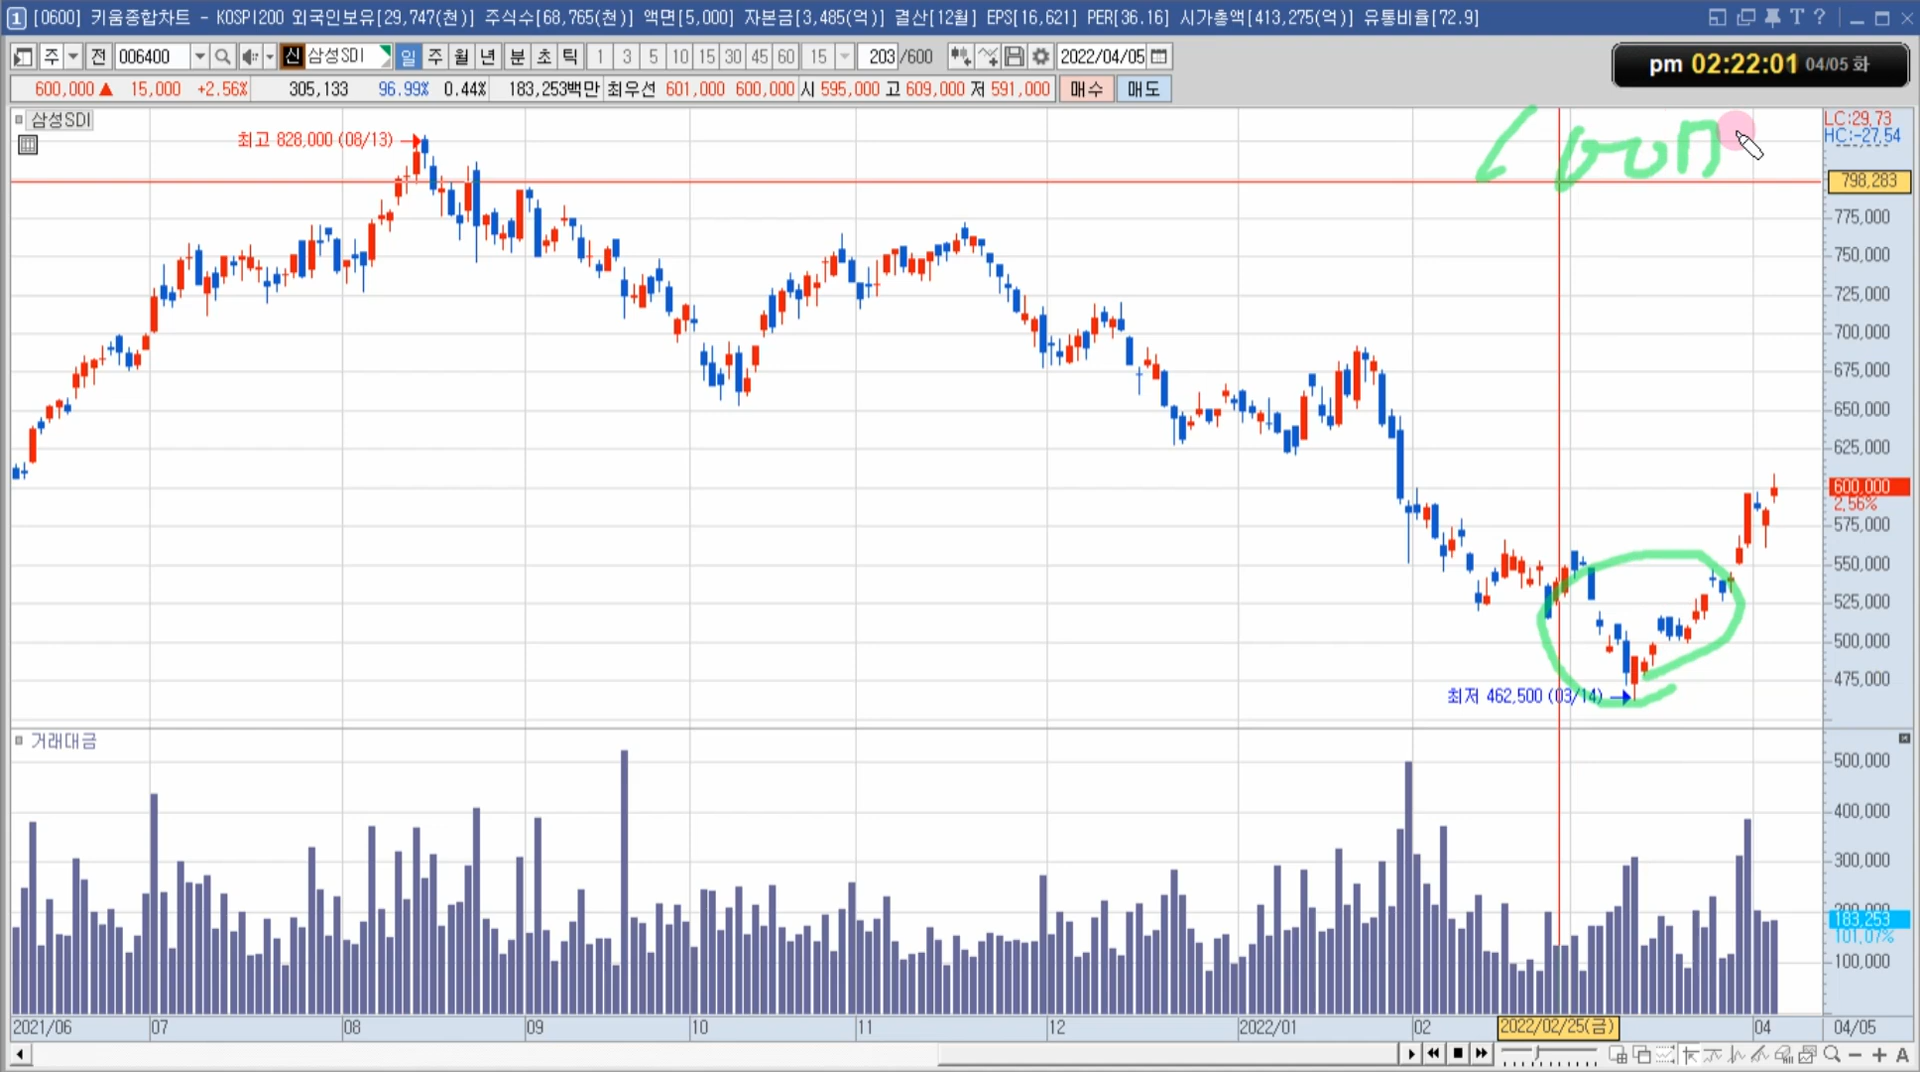 [0600] 키움종합차트 - KOSPI200 외국인보유[29,747(천)] 주식수[68,765(천)] 액면[5,000] 자본금[3,485(억)] 결산[12월] EPS[16,621] PER[36.16] 시가총액[413,275(억)] 유통비율[72.9]
주 전 006400 신 삼성SDI 일 주 월 년 분 초 틱 1 3 5 10 15 30 45 60 15 203 /600 2022/04/05
pm 02:22:01 04/05 화
600,000 ▲ 15,000 +2.56% 305,133 96.99% 0.44% 183,253백만 최우선 601,000 600,000 시 595,000 고 609,000 저 591,000 매수 매도
삼성SDI
LC:29,73
HC:-27,54
최고 828,000 (08/13)
798,283
775,000
750,000
725,000
700,000
675,000
650,000
625,000
600,000
2,56%
575,000
550,000
525,000
500,000
475,000
최저 462,500 (03/14)
거래대금
500,000
400,000
300,000
200,000
183,253
101,07%
100,000
2021/06 07 08 09 10 11 12 2022/01 02 2022/02/25(금) 04 04/05
A